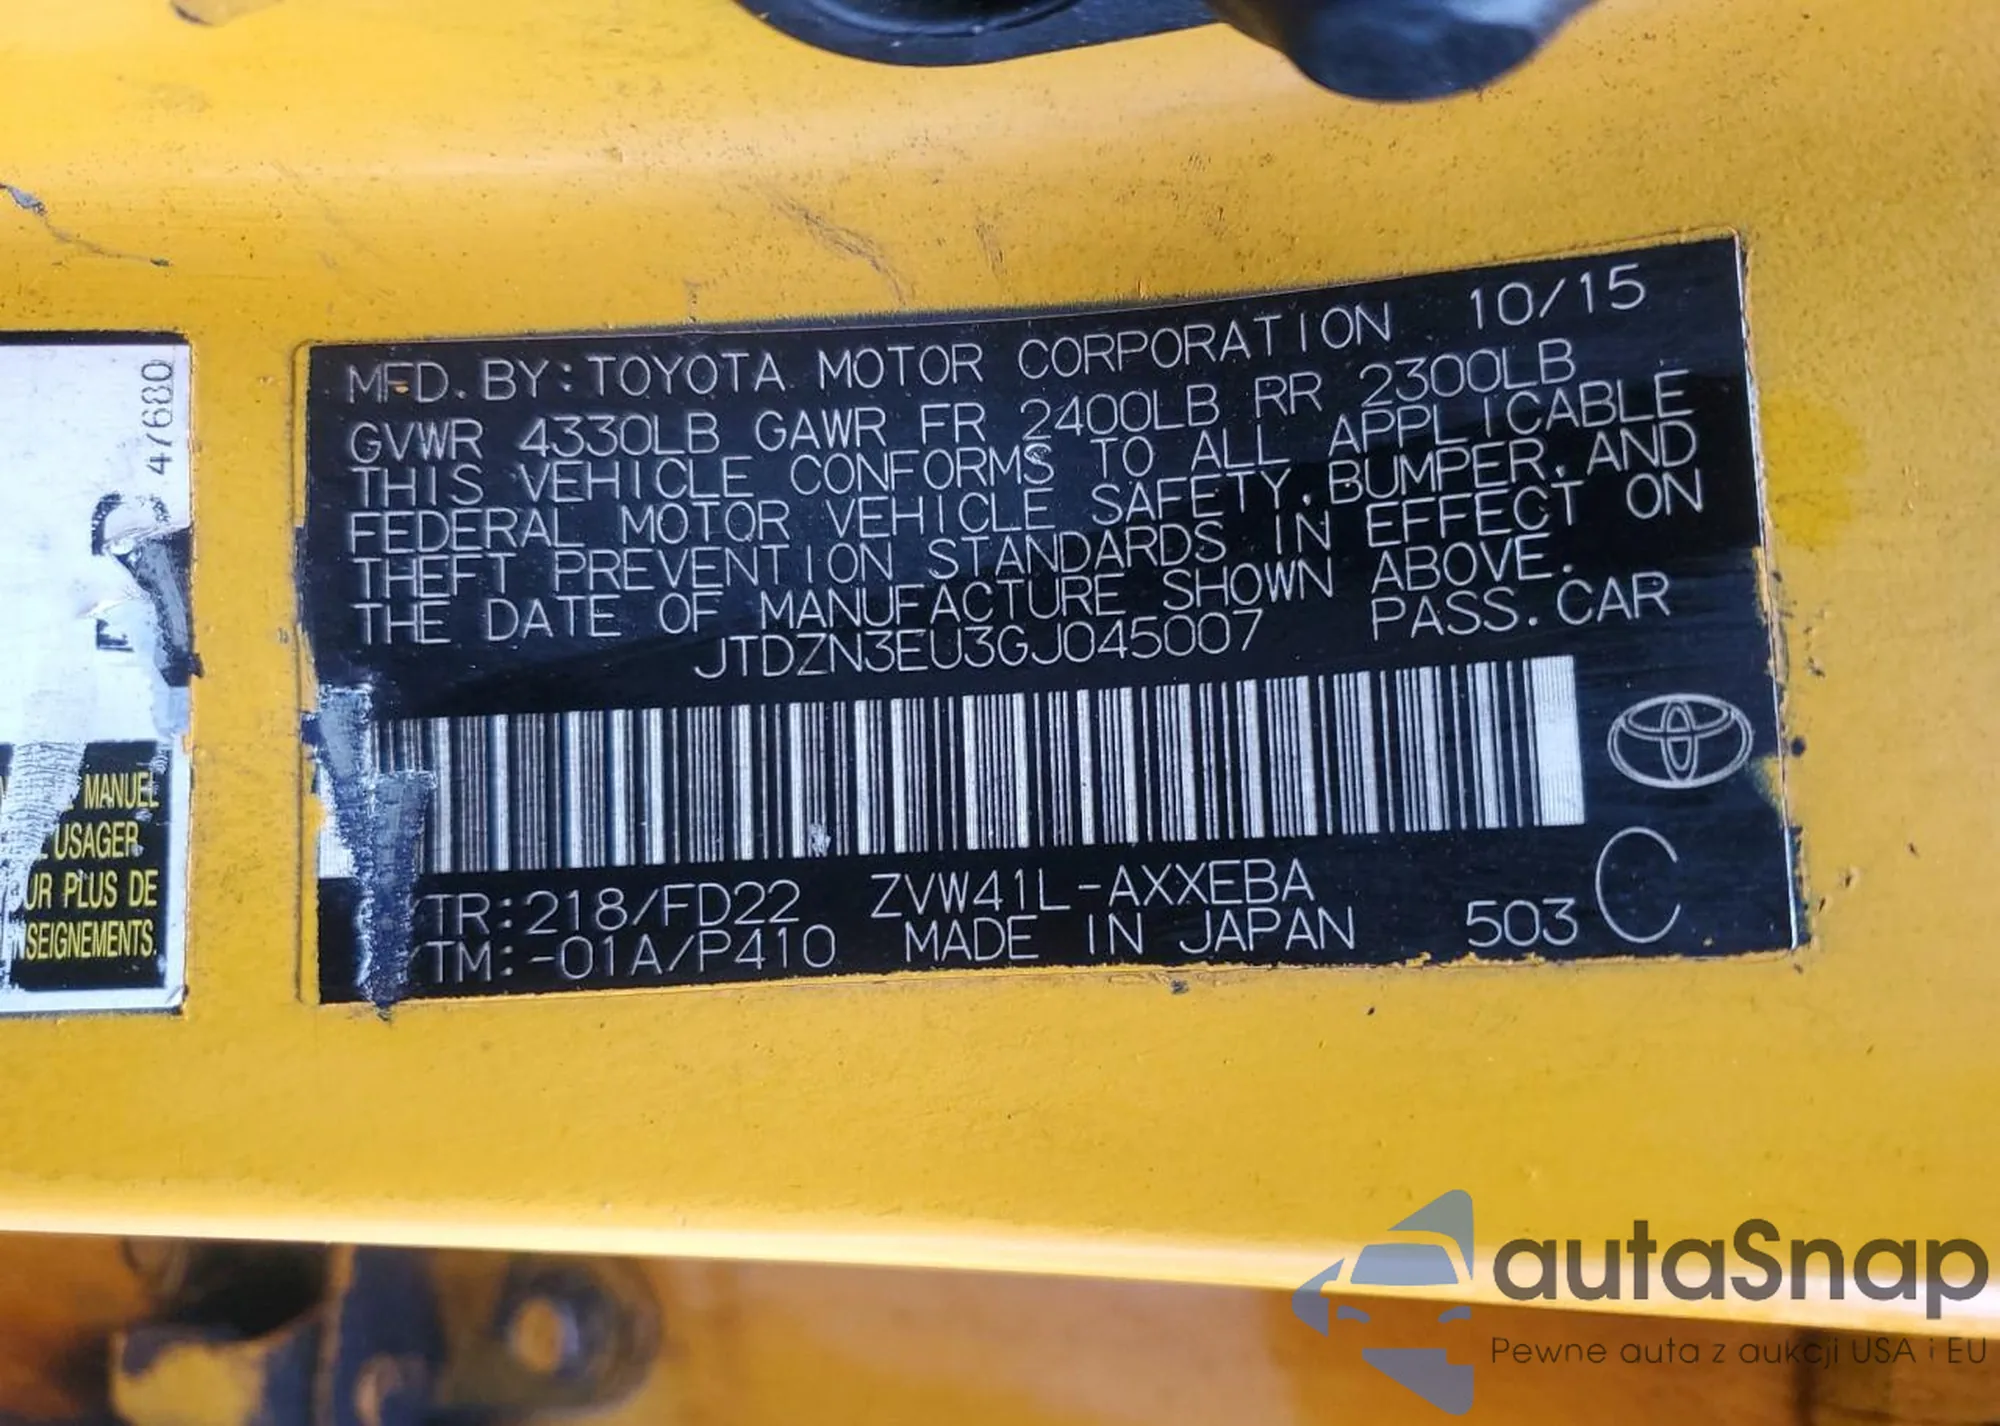 47680
MANUEL
USAGER
UR PLUS DE
NSEIGNEMENTS.
MFD. BY: TOYOTA MOTOR CORPORATION 10/15
GVWR 4330LB GAWR FR 2400LB RR 2300LB
THIS VEHICLE CONFORMS TO ALL APPLICABLE
FEDERAL MOTOR VEHICLE SAFETY, BUMPER, AND
THEFT PREVENTION STANDARDS IN EFFECT ON
THE DATE OF MANUFACTURE SHOWN ABOVE.
JTDZN3EU3GJ045007 PASS. CAR
/TR:218/FD22 ZVW41L-AXXEBA
/TM:-01A/P410 MADE IN JAPAN 503 C
autaSnap
Pewne auta z aukcji USA i EU